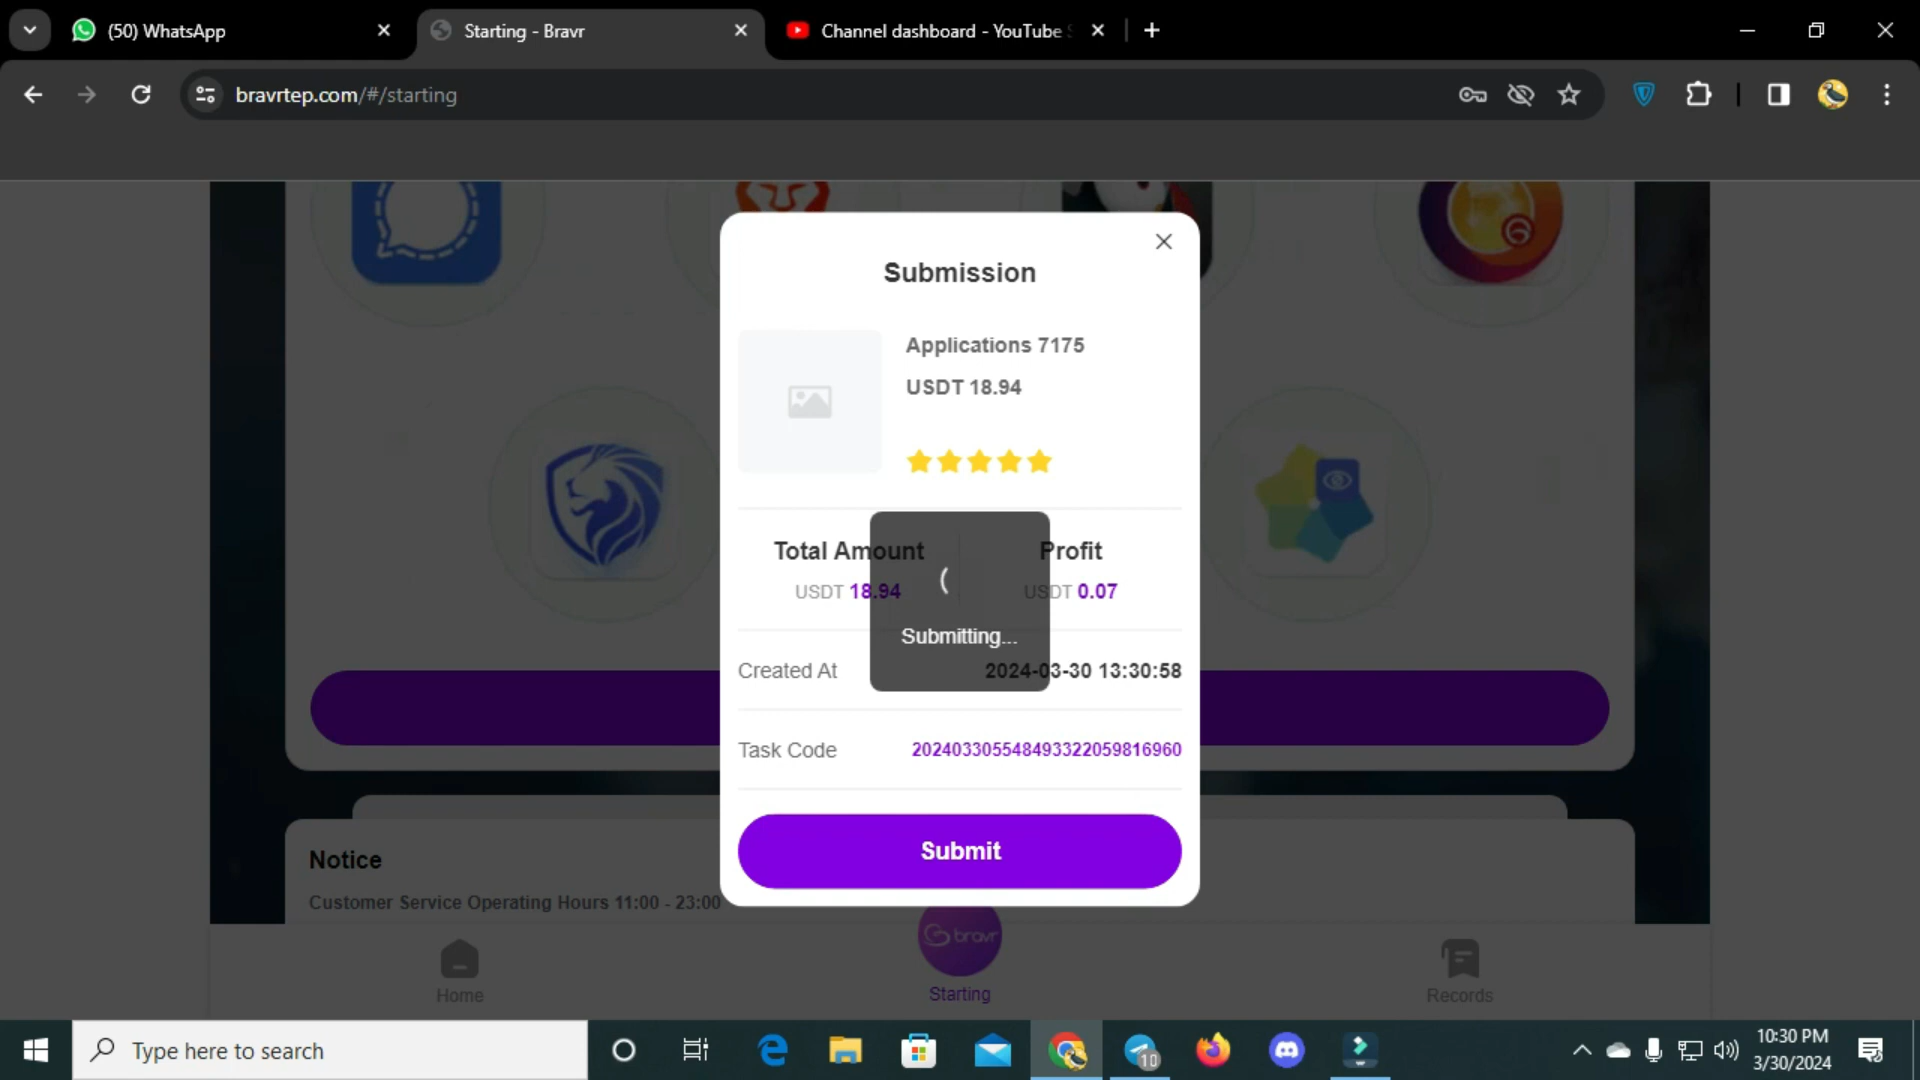 (50) WhatsApp
Starting - Bravr
Channel dashboard - YouTube S
bravrtep.com/#/starting
Submission
Applications 7175
USDT 18.94
Total Amount
Profit
USDT 18.94
USDT 0.07
Submitting...
Created At
2024-03-30 13:30:58
Task Code
202403305548493322059816960
Submit
Notice
Customer Service Operating Hours 11:00 - 23:00
bravr
Home
Starting
Records
Type here to search
10
10:30 PM
3/30/2024